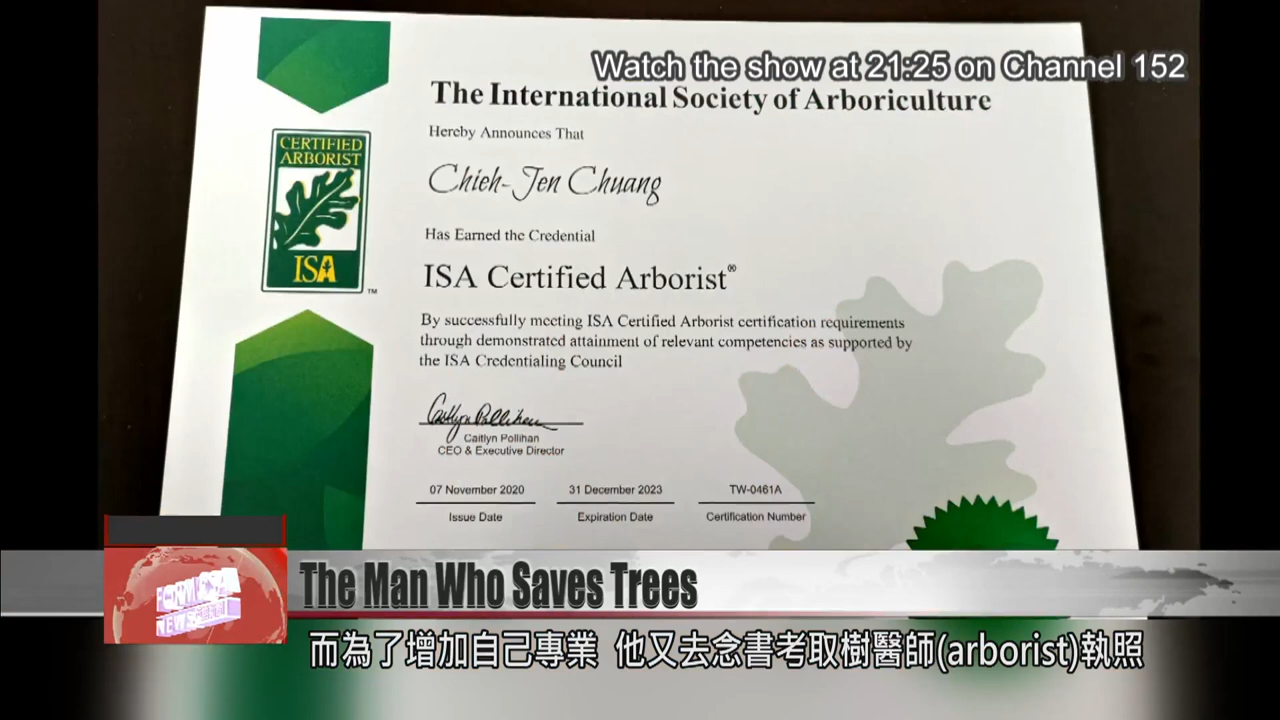 Watch the show at 21:25 on Channel 152
The International Society of Arboriculture
Hereby Announces That
CERTIFIED
ARBORIST
ISA
TM
Chieh-Jen Chuang
Has Earned the Credential
ISA Certified Arborist®
By successfully meeting ISA Certified Arborist certification requirements
through demonstrated attainment of relevant competencies as supported by
the ISA Credentialing Council
Caitlyn Pollihan
Caitlyn Pollihan
CEO & Executive Director
07 November 2020 31 December 2023 TW-0461A
Issue Date Expiration Date Certification Number
The Man Who Saves Trees
而為了增加自己專業 他又去念書考取樹醫師(arborist)執照